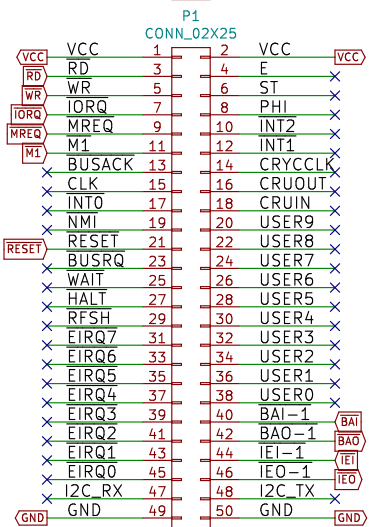 P1
CONN_02X25
VCC VCC 1 2 VCC VCC
RD RD 3 4 E
WR WR 5 6 ST
IORQ IORQ 7 8 PHI
MREQ MREQ 9 10 INT2
M1 M1 11 12 INT1
BUSACK 13 14 CRYCCLK
CLK 15 16 CRUOUT
INT0 17 18 CRUIN
NMI 19 20 USER9
RESET RESET 21 22 USER8
BUSRQ 23 24 USER7
WAIT 25 26 USER6
HALT 27 28 USER5
RFSH 29 30 USER4
EIRQ7 31 32 USER3
EIRQ6 33 34 USER2
EIRQ5 35 36 USER1
EIRQ4 37 38 USER0
EIRQ3 39 40 BAI-1 BAI
EIRQ2 41 42 BAO-1 BAO
EIRQ1 43 44 IEI-1 IEI
EIRQ0 45 46 IEO-1 IEO
I2C_RX 47 48 I2C_TX
GND GND 49 50 GND GND